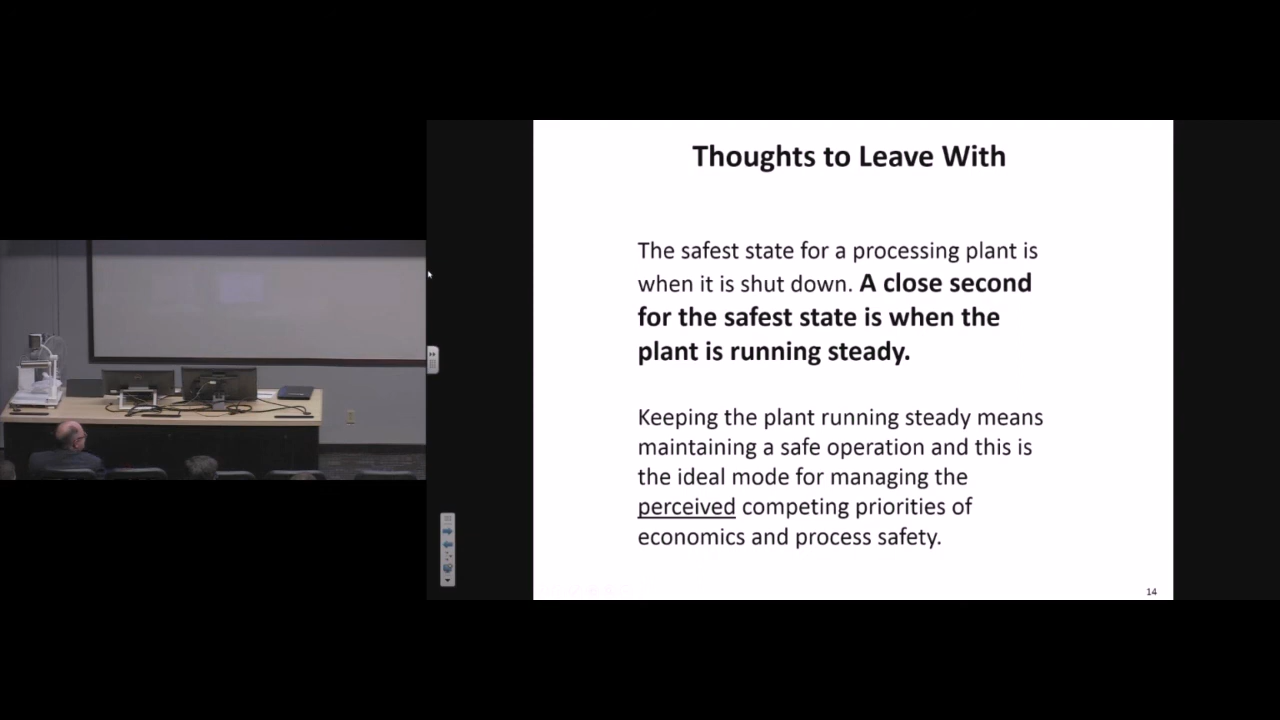 Thoughts to Leave With
The safest state for a processing plant is
when it is shut down. A close second
for the safest state is when the
plant is running steady.
Keeping the plant running steady means
maintaining a safe operation and this is
the ideal mode for managing the
perceived competing priorities of
economics and process safety.
14